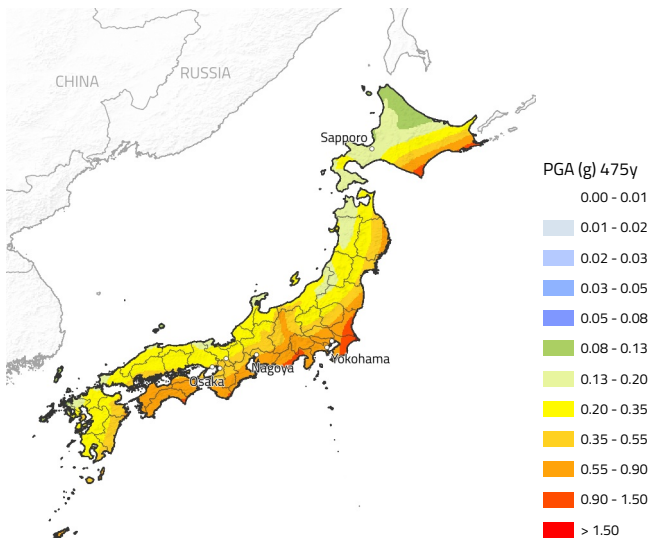 CHINA
RUSSIA
Sapporo
Yokohama
Nagoya
Osaka
PGA (g) 475y
0.00 - 0.01
0.01 - 0.02
0.02 - 0.03
0.03 - 0.05
0.05 - 0.08
0.08 - 0.13
0.13 - 0.20
0.20 - 0.35
0.35 - 0.55
0.55 - 0.90
0.90 - 1.50
> 1.50